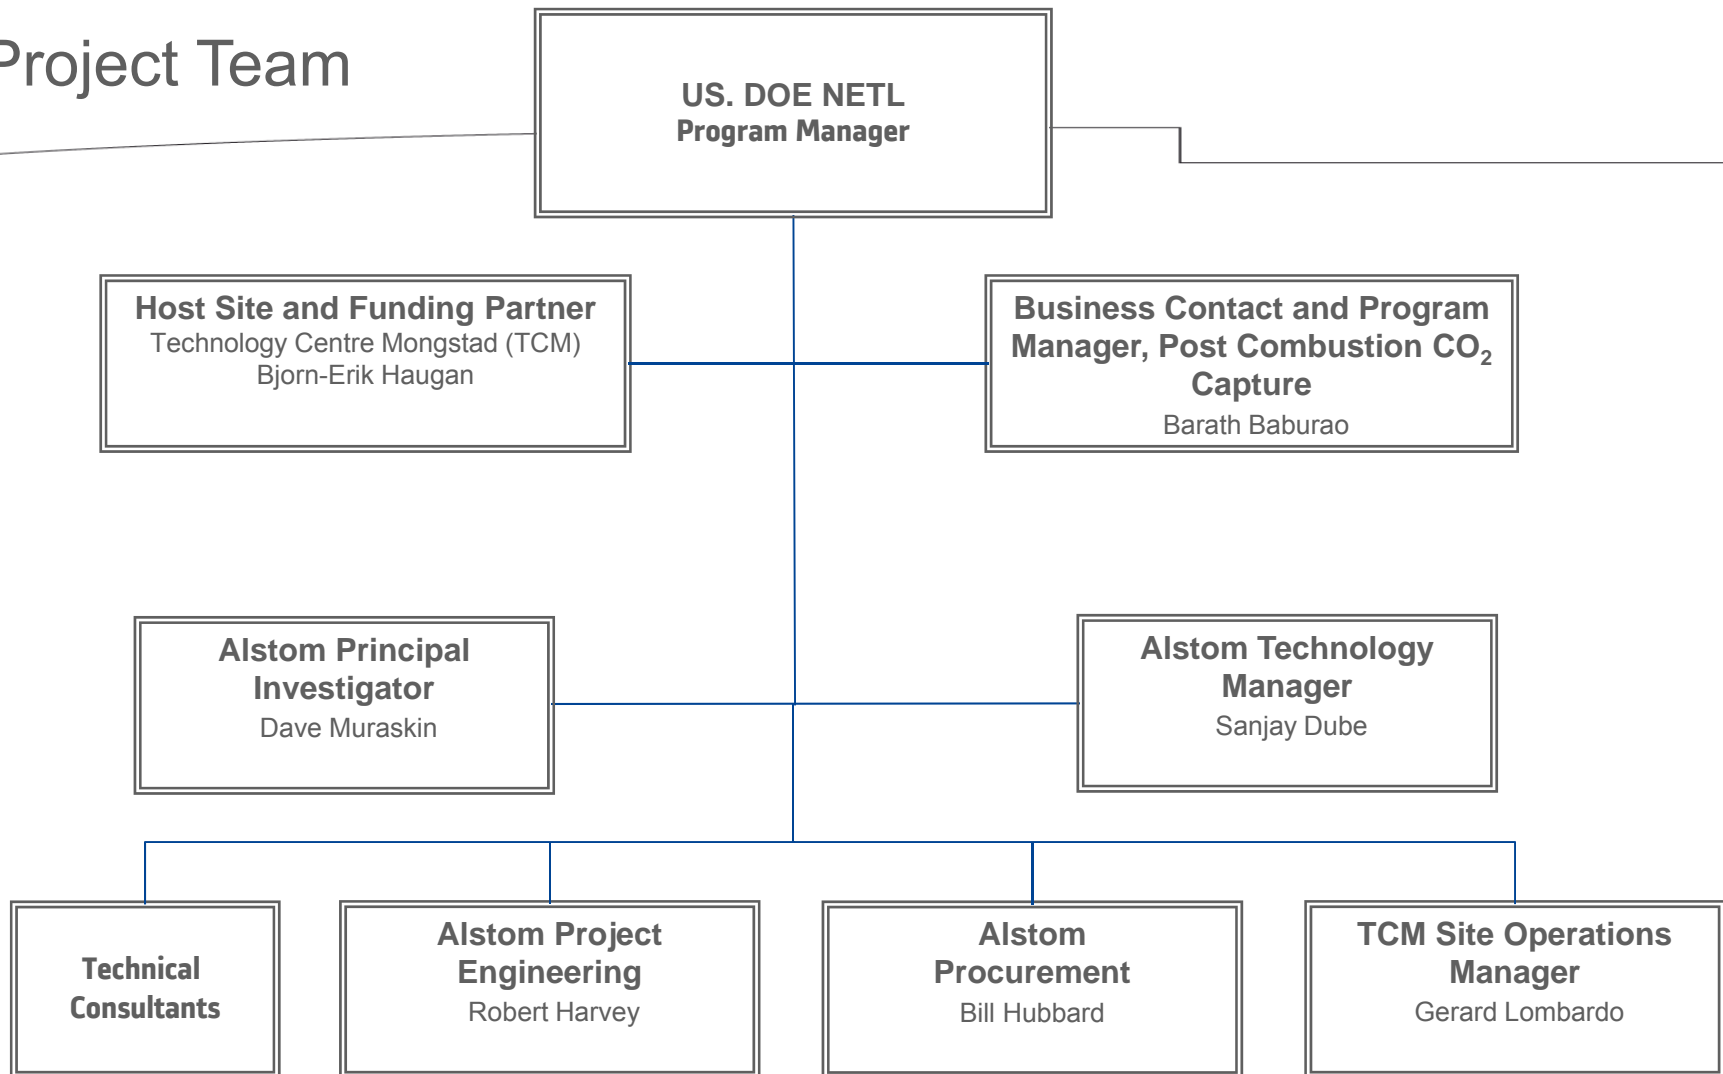 Project Team
US. DOE NETL
Program Manager
Host Site and Funding Partner
Technology Centre Mongstad (TCM)
Bjorn-Erik Haugan
Business Contact and Program
Manager, Post Combustion CO₂
Capture
Barath Baburao
Alstom Principal
Investigator
Dave Muraskin
Alstom Technology
Manager
Sanjay Dube
Technical
Consultants
Alstom Project
Engineering
Robert Harvey
Alstom
Procurement
Bill Hubbard
TCM Site Operations
Manager
Gerard Lombardo